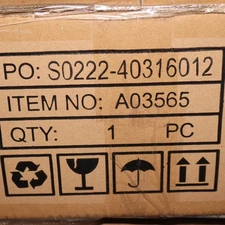 PO: S0222-40316012
ITEM NO: A03565
QTY: 1 PC